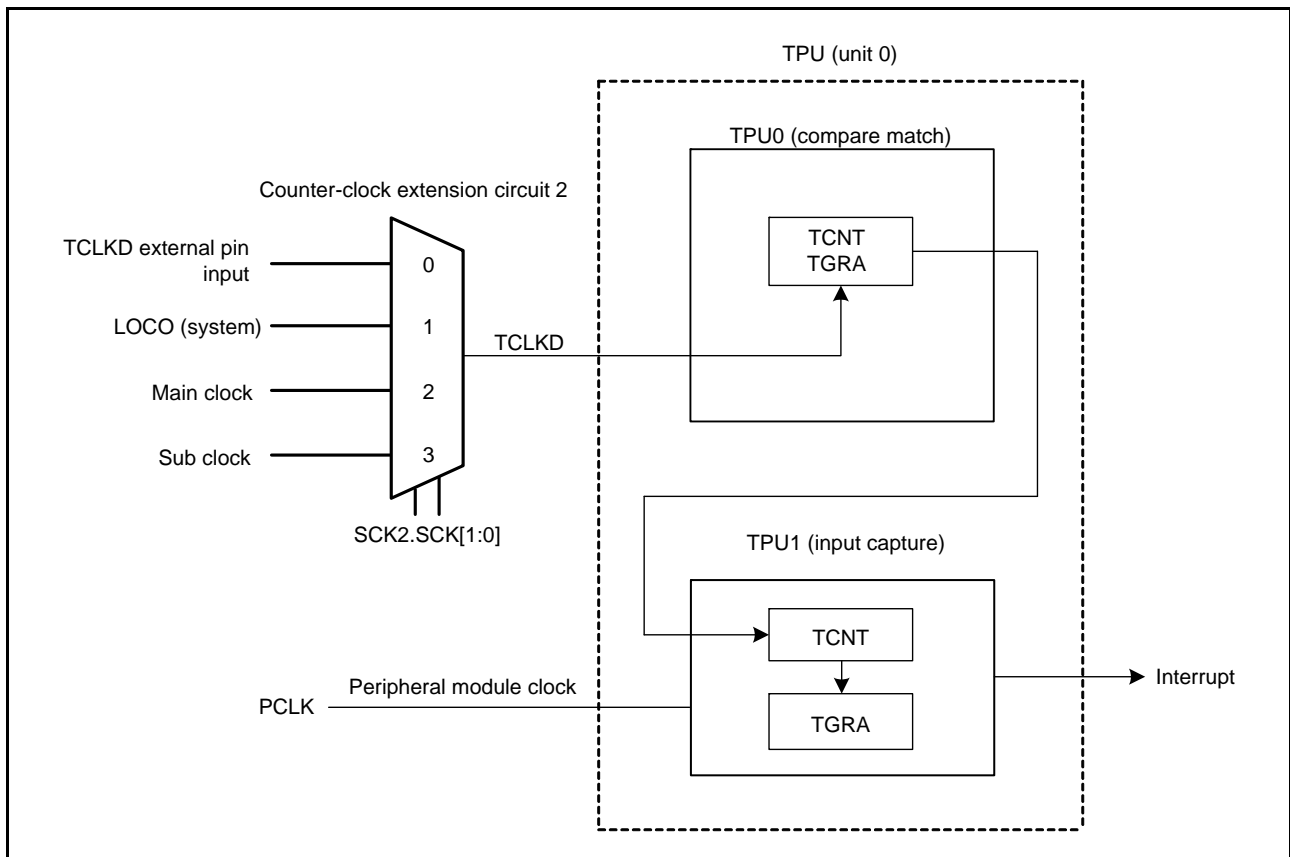 TPU (unit 0)
TPU0 (compare match)
Counter-clock extension circuit 2
TCLKD external pin
input
0
TCNT
TGRA
LOCO (system)
1
TCLKD
Main clock
2
Sub clock
3
SCK2.SCK[1:0]
TPU1 (input capture)
TCNT
Peripheral module clock
PCLK
TGRA
Interrupt